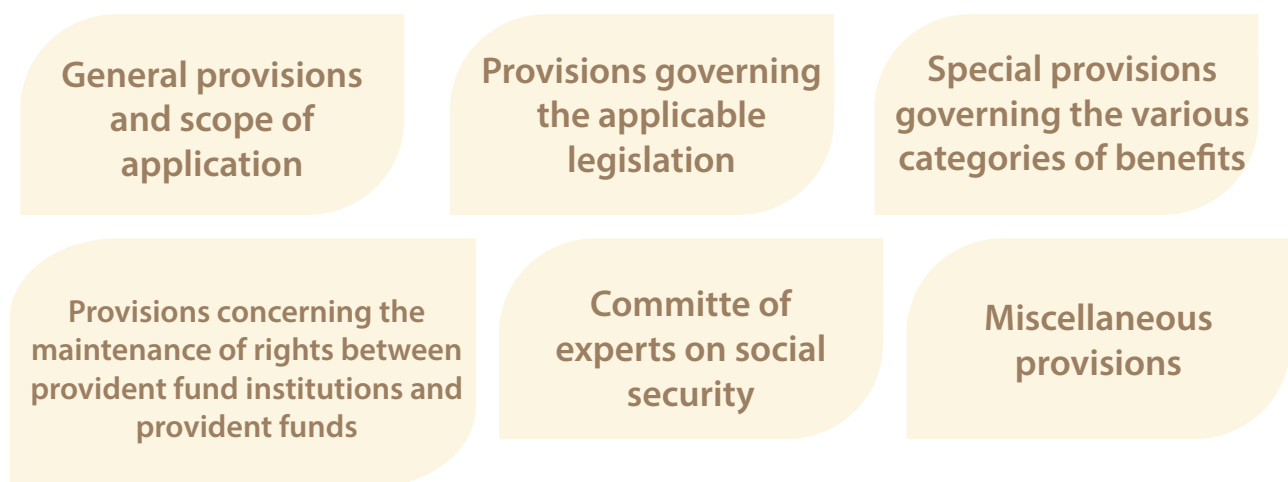 General provisions
and scope of
application
Provisions governing
the applicable
legislation
Special provisions
governing the various
categories of benefits
Provisions concerning the
maintenance of rights between
provident fund institutions and
provident funds
Committe of
experts on social
security
Miscellaneous
provisions